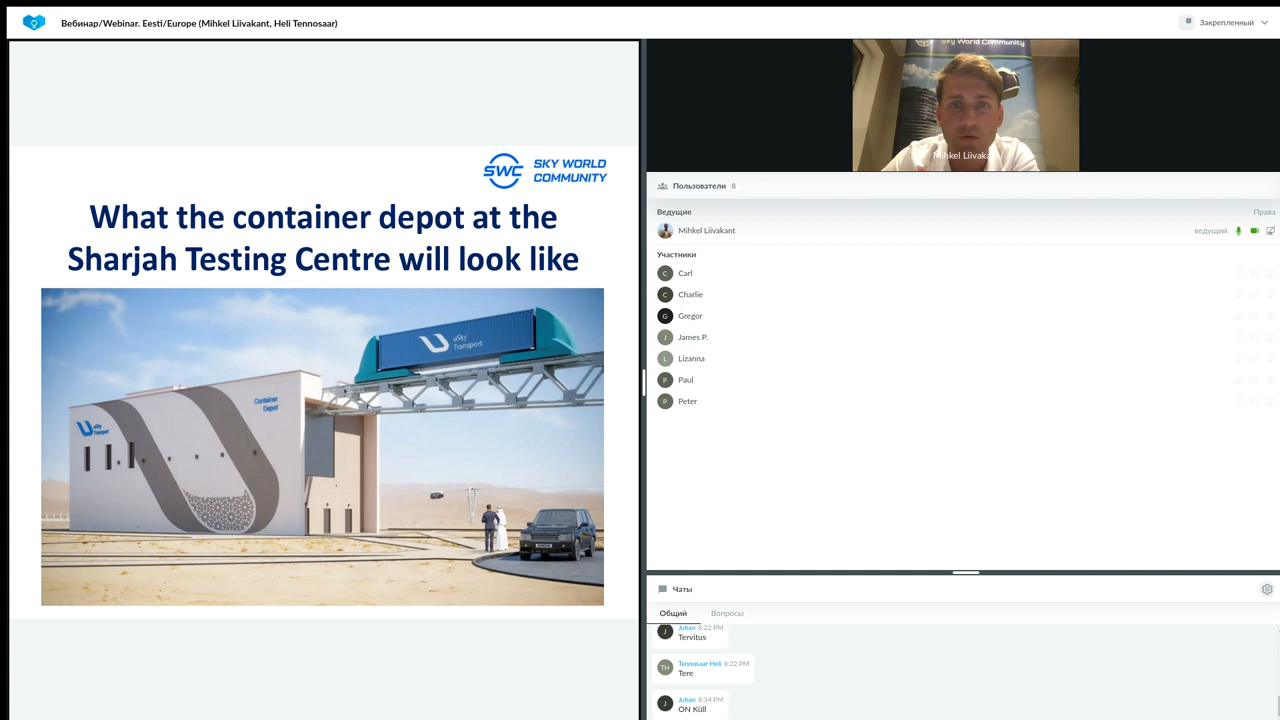 Вебинар/Webinar. Eesti/Europe (Mihkel Liivakant, Heli Tennosaar)
Закрепленный
SWC SKY WORLD
COMMUNITY
What the container depot at the
Sharjah Testing Centre will look like
uSky
Transport
Container
Depot
uSky
Transport
Sky World Community
Mihkel Liivaka
Пользователи 8
Ведущие Права
Mihkel Liivakant ведущий
Участники
C Carl
C Charlie
G Gregor
J James P.
L Lizanna
P Paul
P Peter
Чаты
Общий Вопросы
J Juhan 8:22 PM
Tervitus
TH Tennosaar Heli 8:22 PM
Tere
J Juhan 8:34 PM
ON Küll